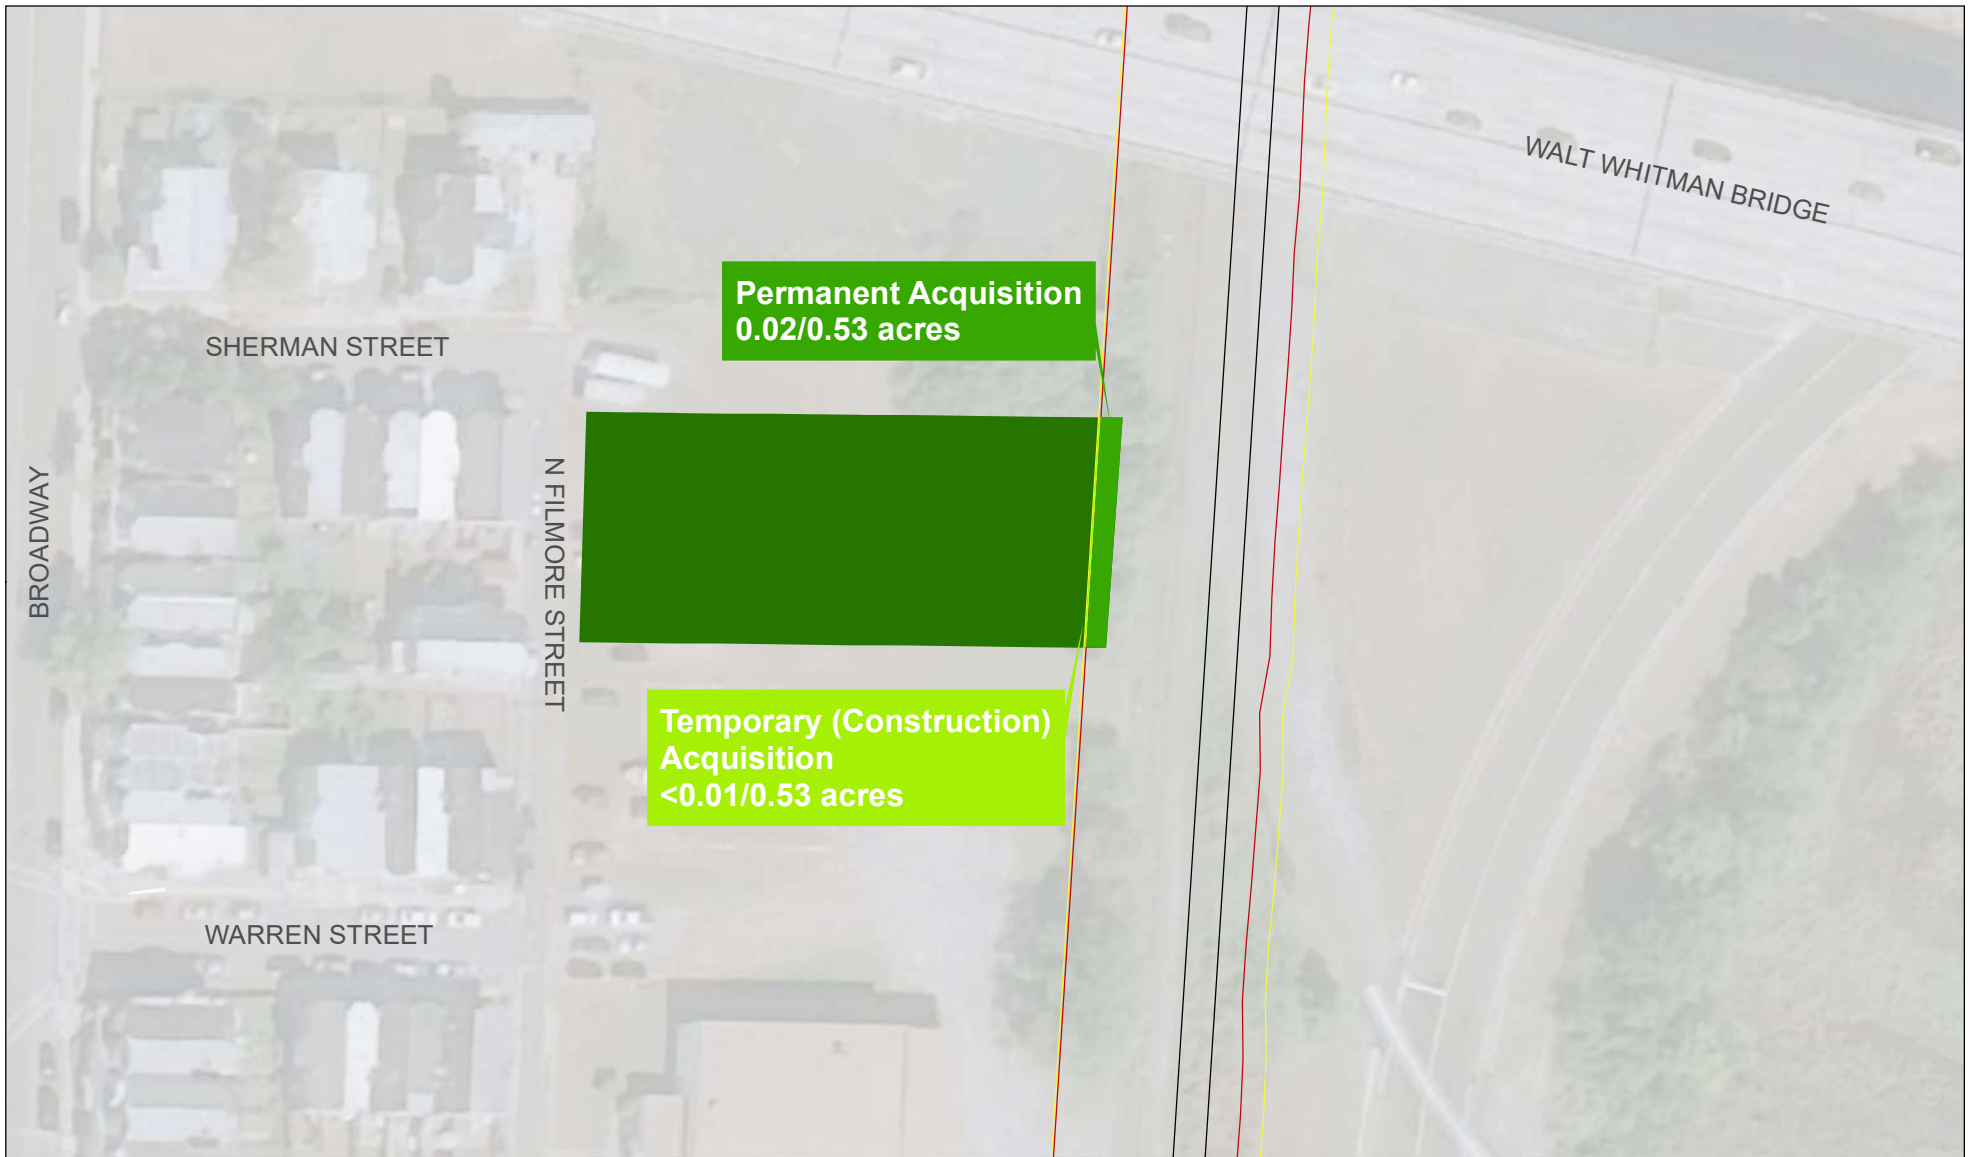 WALT WHITMAN BRIDGE
Permanent Acquisition
0.02/0.53 acres
SHERMAN STREET
BROADWAY
N FILMORE STREET
Temporary (Construction)
Acquisition
<0.01/0.53 acres
WARREN STREET